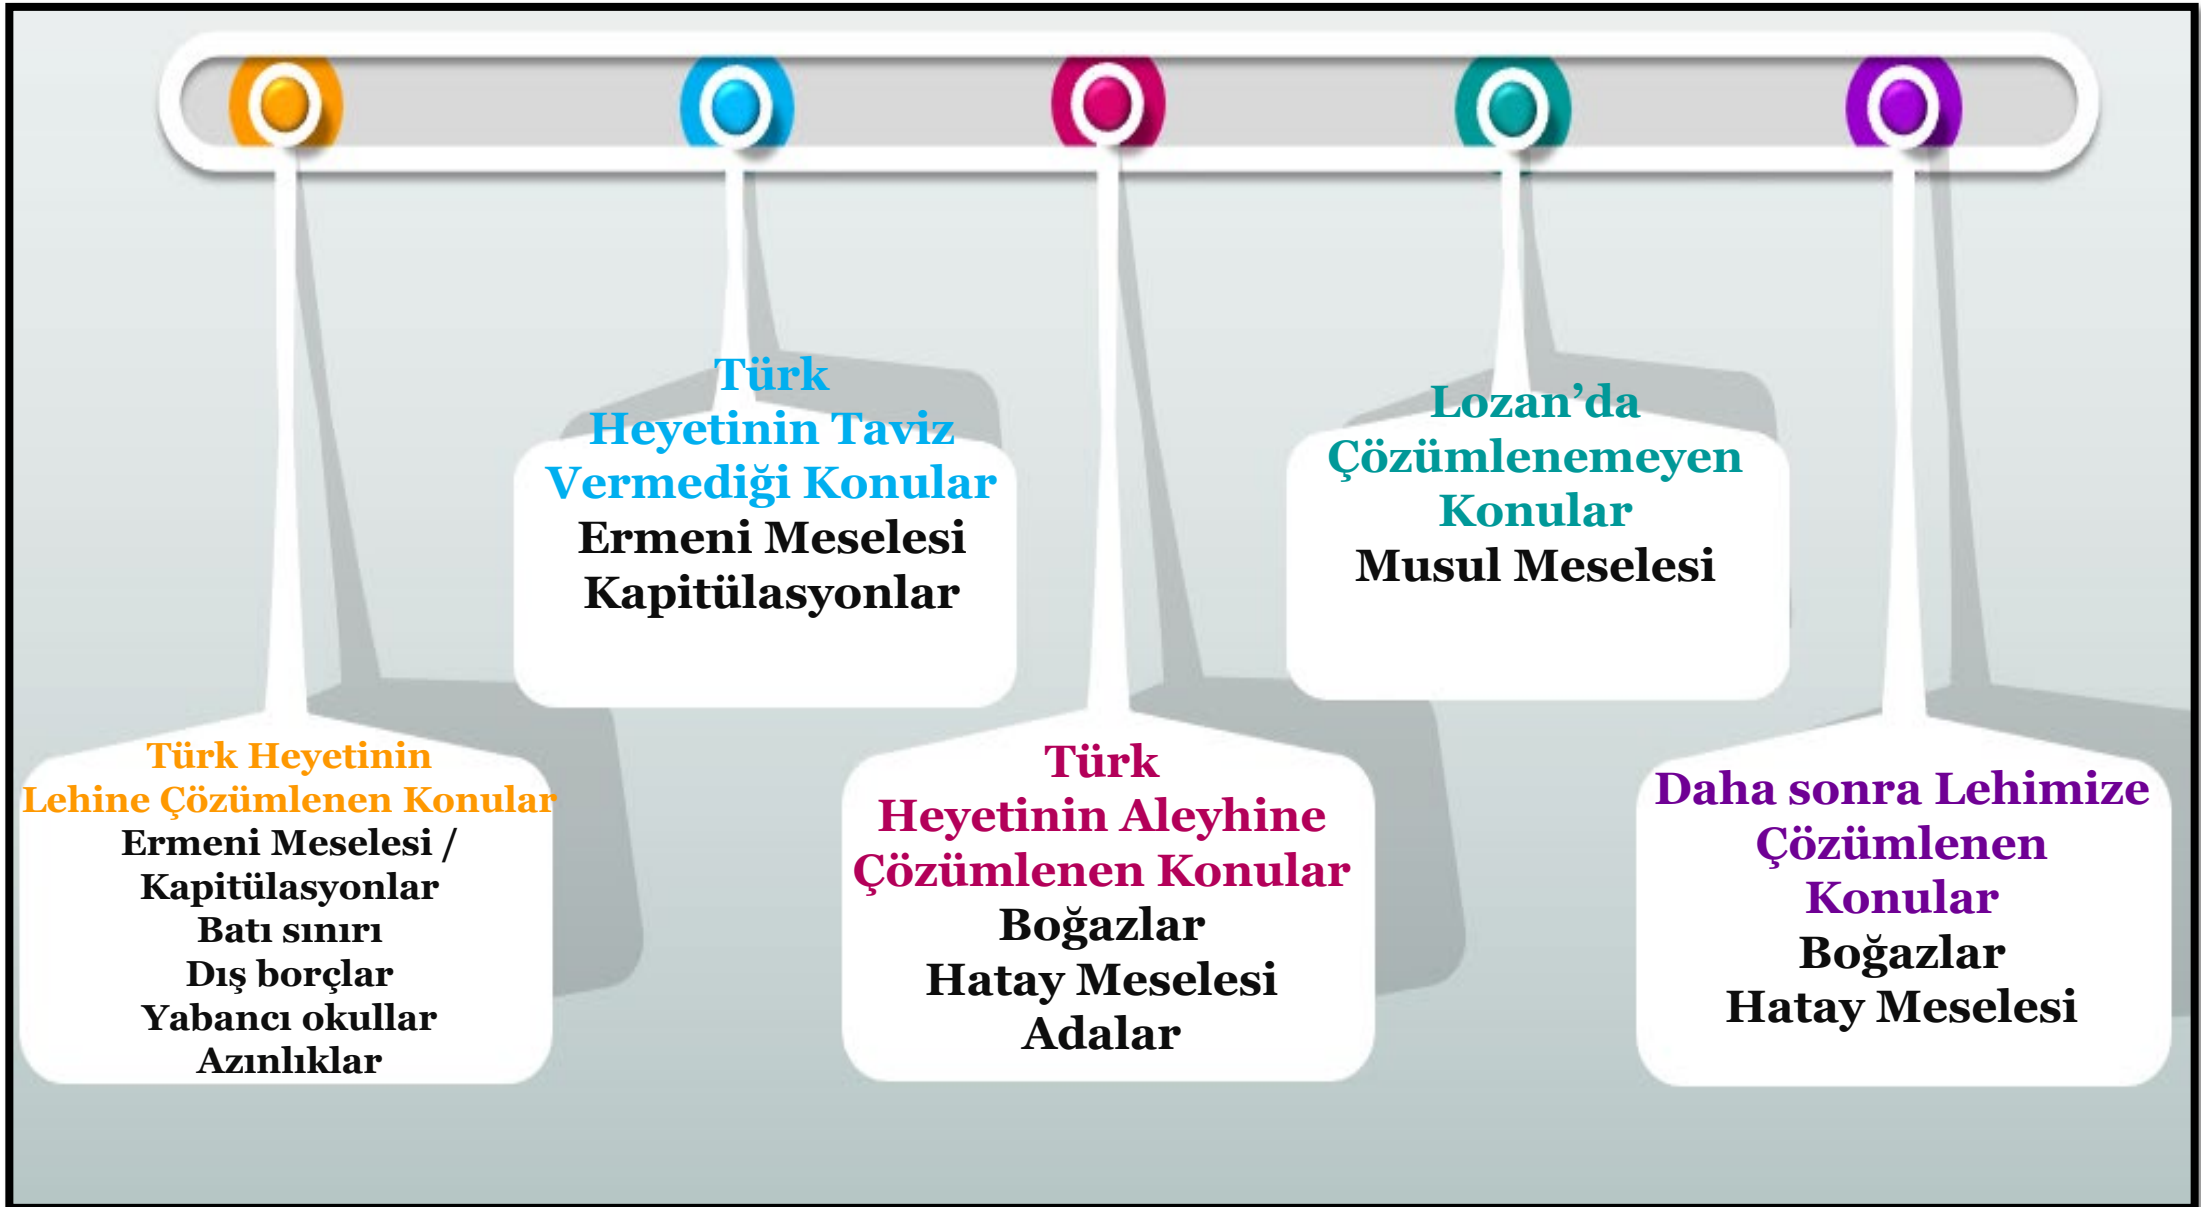 Türk Heyetinin
Lehine Çözümlenen Konular
Ermeni Meselesi /
Kapitülasyonlar
Batı sınırı
Dış borçlar
Yabancı okullar
Azınlıklar
Türk
Heyetinin Taviz
Vermediği Konular
Ermeni Meselesi
Kapitülasyonlar
Türk
Heyetinin Aleyhine
Çözümlenen Konular
Boğazlar
Hatay Meselesi
Adalar
Lozan’da
Çözümlenemeyen
Konular
Musul Meselesi
Daha sonra Lehimize
Çözümlenen
Konular
Boğazlar
Hatay Meselesi